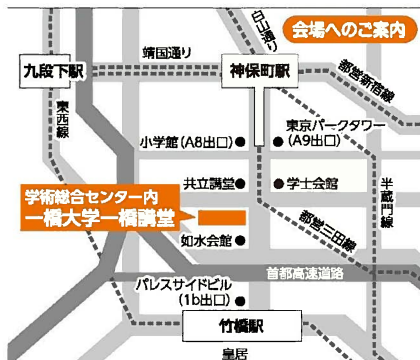 会場へのご案内
白山通り
靖国通り
九段下駅
神保町駅
都営新宿線
東西線
小学館(A8出口)
東京パークタワー
(A9出口)
共立講堂
学士会館
半蔵門線
学術総合センター内
一橋大学一橋講堂
都営三田線
如水会館
首都高速道路
パレスサイドビル
(1b出口)
竹橋駅
皇居